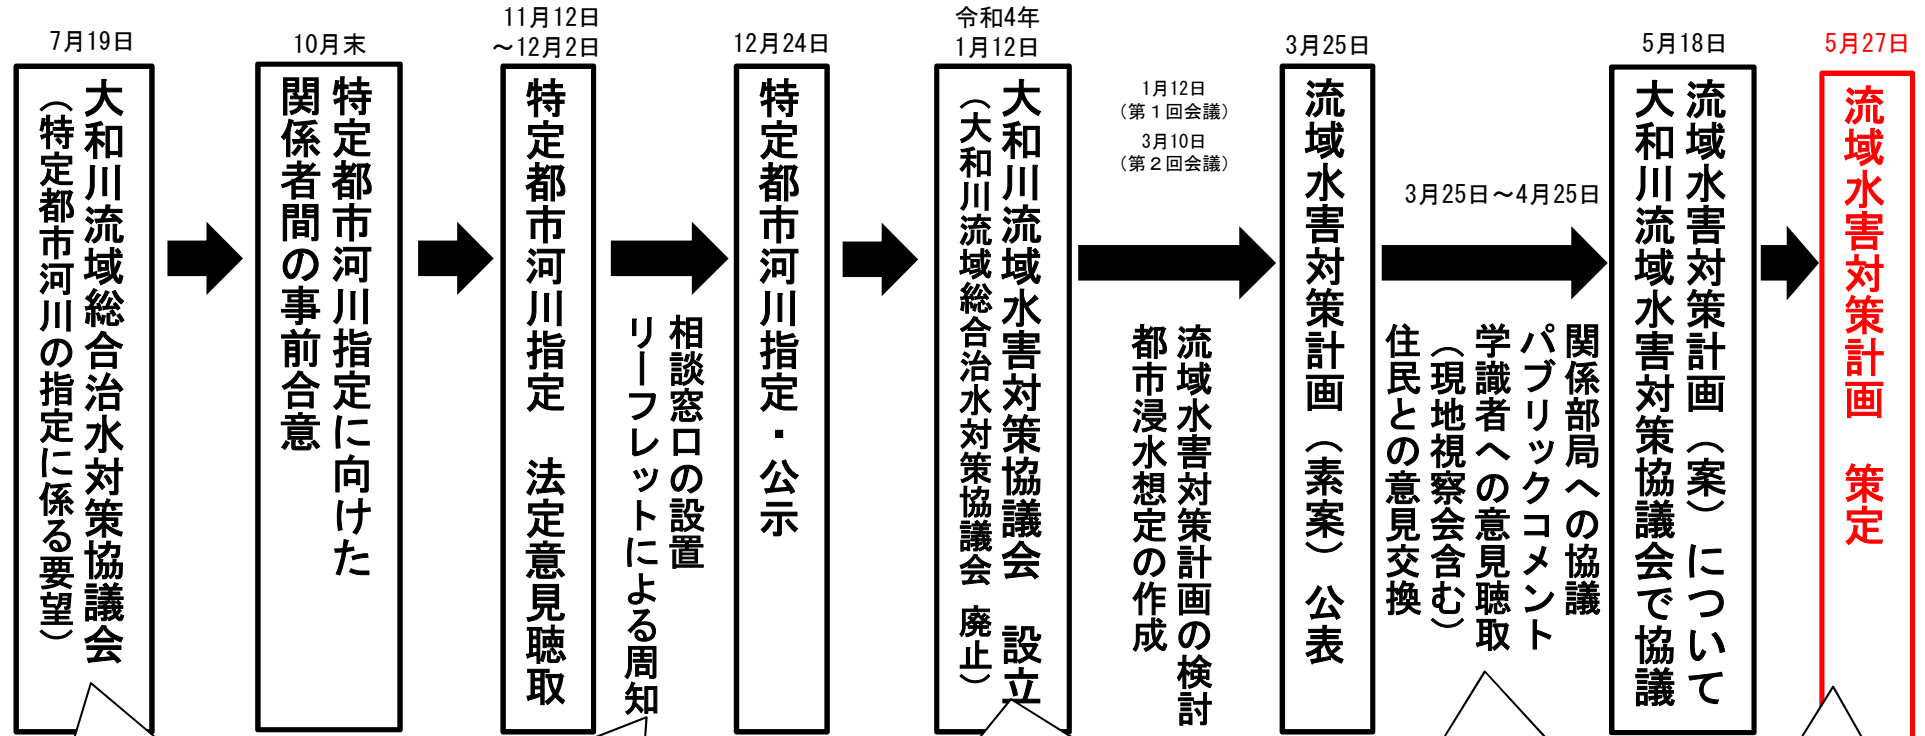 7月19日
大和川流域総合治水対策協議会
（特定都市河川の指定に係る要望）
10月末
特定都市河川指定に向けた
関係者間の事前合意
11月12日
～12月2日
特定都市河川指定　法定意見聴取
相談窓口の設置
リーフレットによる周知
12月24日
特定都市河川指定・公示
令和4年
1月12日
大和川流域水害対策協議会　設立
（大和川流域総合治水対策協議会　廃止）
1月12日
（第１回会議）
3月10日
（第２回会議）
流域水害対策計画の検討
都市浸水想定の作成
3月25日
流域水害対策計画（素案）公表
3月25日～4月25日
関係部局への協議
パブリックコメント
学識者への意見聴取
（現地視察会含む）
住民との意見交換
5月18日
流域水害対策計画（案）について
大和川流域水害対策協議会で協議
5月27日
流域水害対策計画　策定